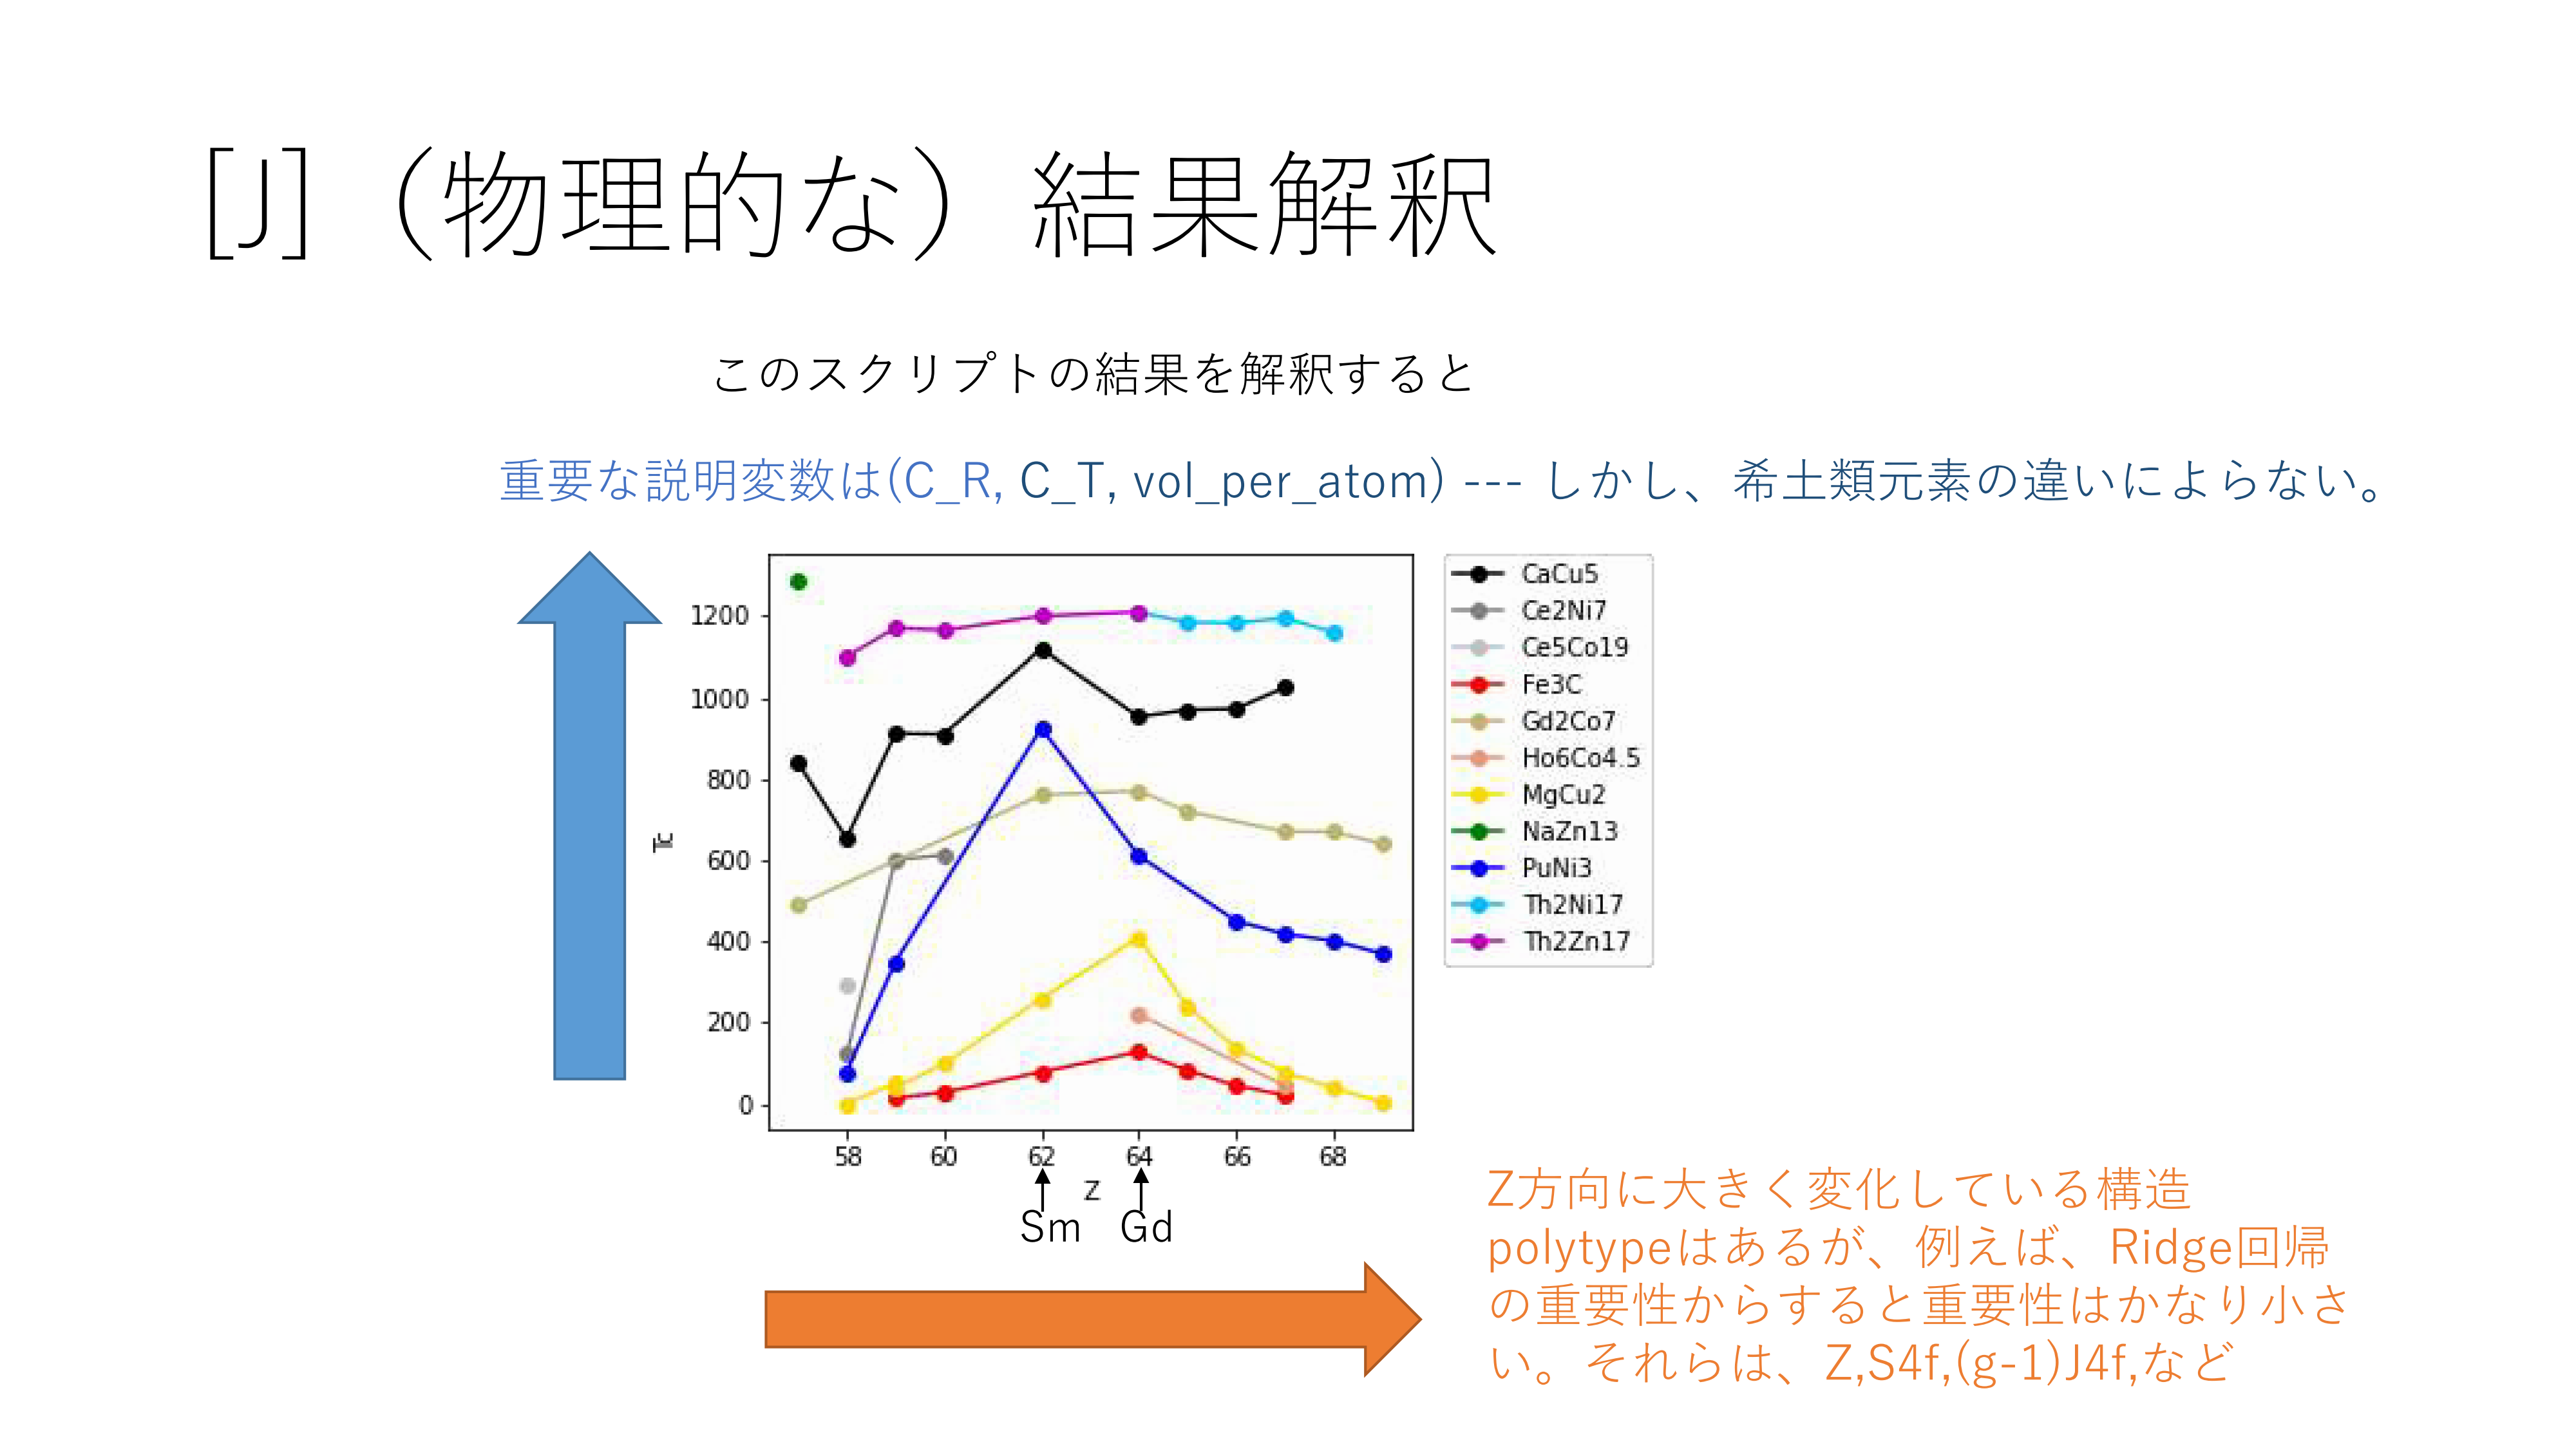 [J]（物理的な）結果解釈
このスクリプトの結果を解釈すると
重要な説明変数は(C_R, C_T, vol_per_atom) --- しかし、希土類元素の違いによらない。
1200
1000
800
600
400
200
0
Tc
58 60 62 64 66 68
Z
Sm Gd
CaCu5
Ce2Ni7
Ce5Co19
Fe3C
Gd2Co7
Ho6Co4.5
MgCu2
NaZn13
PuNi3
Th2Ni17
Th2Zn17
Z方向に大きく変化している構造
polytypeはあるが、例えば、Ridge回帰
の重要性からすると重要性はかなり小さ
い。それらは、Z,S4f,(g-1)J4f,など